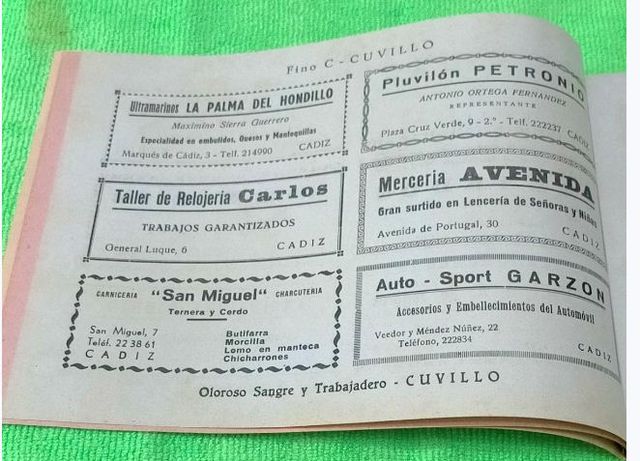 Fino C - CUVILLO
Ultramarinos LA PALMA DEL HONDILLO
Maximino Sierra Guerrero
Especialidad en embutidos, Quesos y Mantequillas
Marqués de Cádiz, 3 - Telf. 214990 CADIZ
Taller de Relojería Carlos
TRABAJOS GARANTIZADOS
General Luque, 6 CADIZ
CARNICERIA "San Miguel" CHARCUTERIA
Ternera y Cerdo
San Miguel, 7
Teléf. 22 38 61
CADIZ
Butifarra
Morcilla
Lomo en manteca
Chicharrones
Pluvilón PETRONIO
ANTONIO ORTEGA FERNANDEZ
REPRESENTANTE
Plaza Cruz Verde, 9 - 2.° - Telf. 222237 CADIZ
Mercería AVENIDA
Gran surtido en Lencería de Señoras y Niños
Avenida de Portugal, 30 CADIZ
Auto - Sport GARZON
Accesorios y Embellecimientos del Automóvil
Veedor y Méndez Núñez, 22
Teléfono, 222834 CADIZ
Oloroso Sangre y Trabajadero - CUVILLO